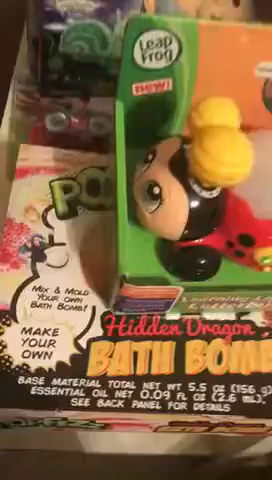 Leap
Frog
new!
MIX & MOLD
YOUR OWN
BATH BOMB!
MAKE
YOUR
OWN
Hidden Dragon
BATH BOMB
BASE MATERIAL TOTAL NET WT 5.5 OZ (156 g)
ESSENTIAL OIL NET 0.09 FL OZ (2.6 mL).
SEE BACK PANEL FOR DETAILS